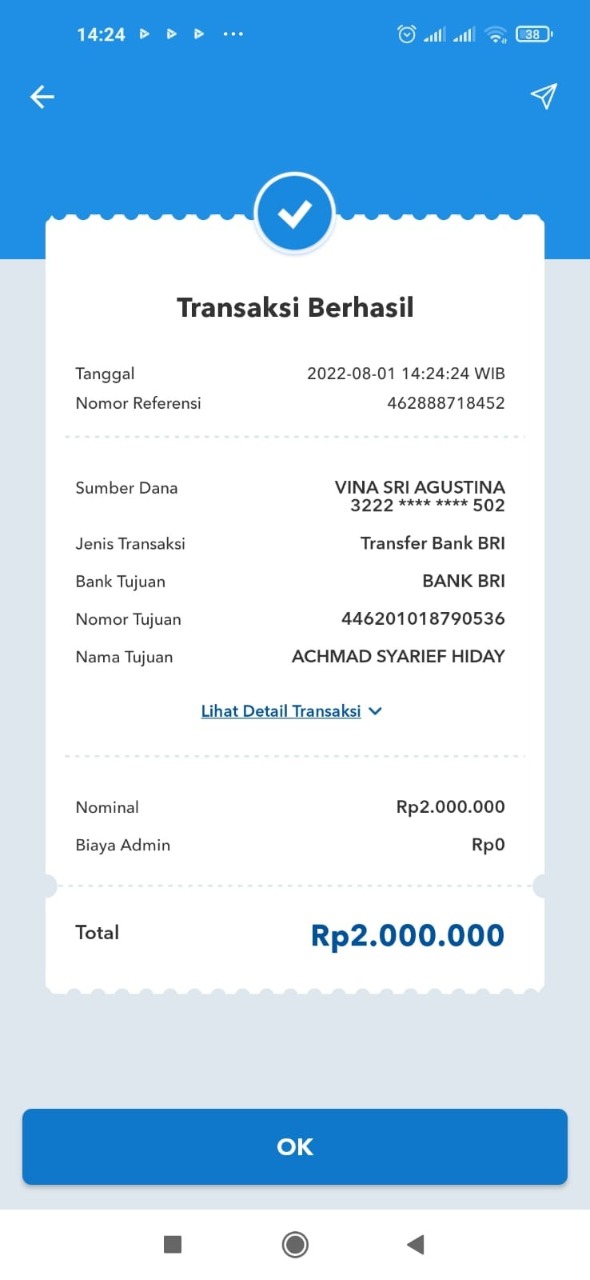 14:24
38
Transaksi Berhasil
Tanggal 2022-08-01 14:24:24 WIB
Nomor Referensi 462888718452
Sumber Dana VINA SRI AGUSTINA
3222 **** **** 502
Jenis Transaksi Transfer Bank BRI
Bank Tujuan BANK BRI
Nomor Tujuan 446201018790536
Nama Tujuan ACHMAD SYARIEF HIDAY
Lihat Detail Transaksi
Nominal Rp2.000.000
Biaya Admin Rp0
Total Rp2.000.000
OK